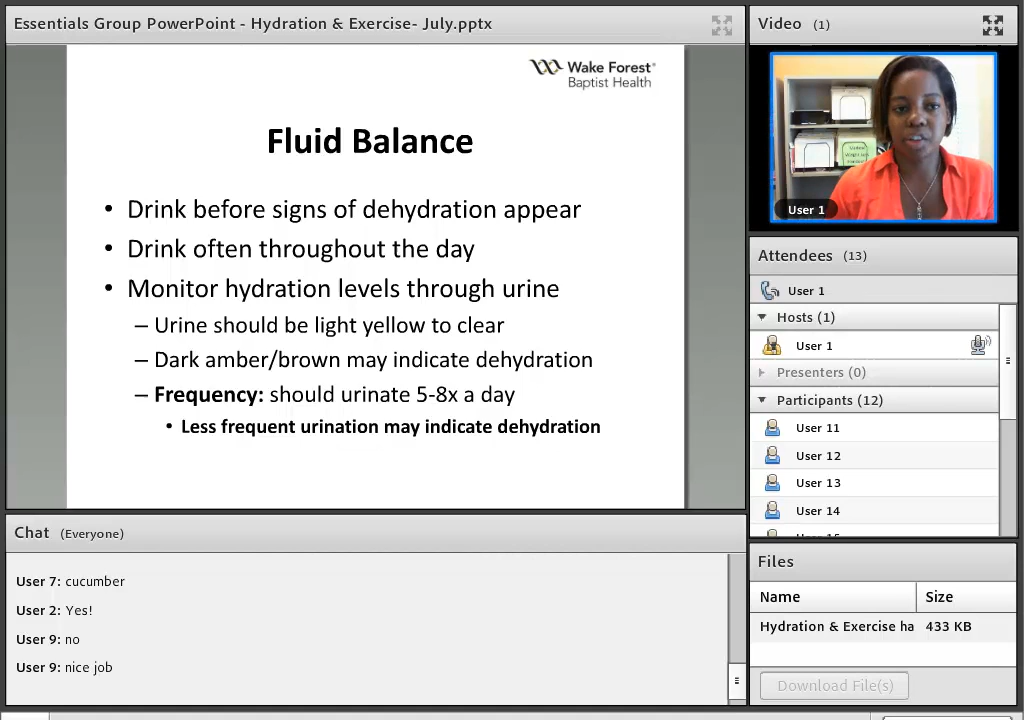 Essentials Group PowerPoint - Hydration & Exercise- July.pptx
Wake Forest®
Baptist Health
Fluid Balance
• Drink before signs of dehydration appear
• Drink often throughout the day
• Monitor hydration levels through urine
– Urine should be light yellow to clear
– Dark amber/brown may indicate dehydration
– Frequency: should urinate 5-8x a day
• Less frequent urination may indicate dehydration
Chat (Everyone)
User 7: cucumber
User 2: Yes!
User 9: no
User 9: nice job
Video (1)
User 1
Attendees (13)
User 1
Hosts (1)
User 1
Presenters (0)
Participants (12)
User 11
User 12
User 13
User 14
Files
Name Size
Hydration & Exercise ha 433 KB
Download File(s)